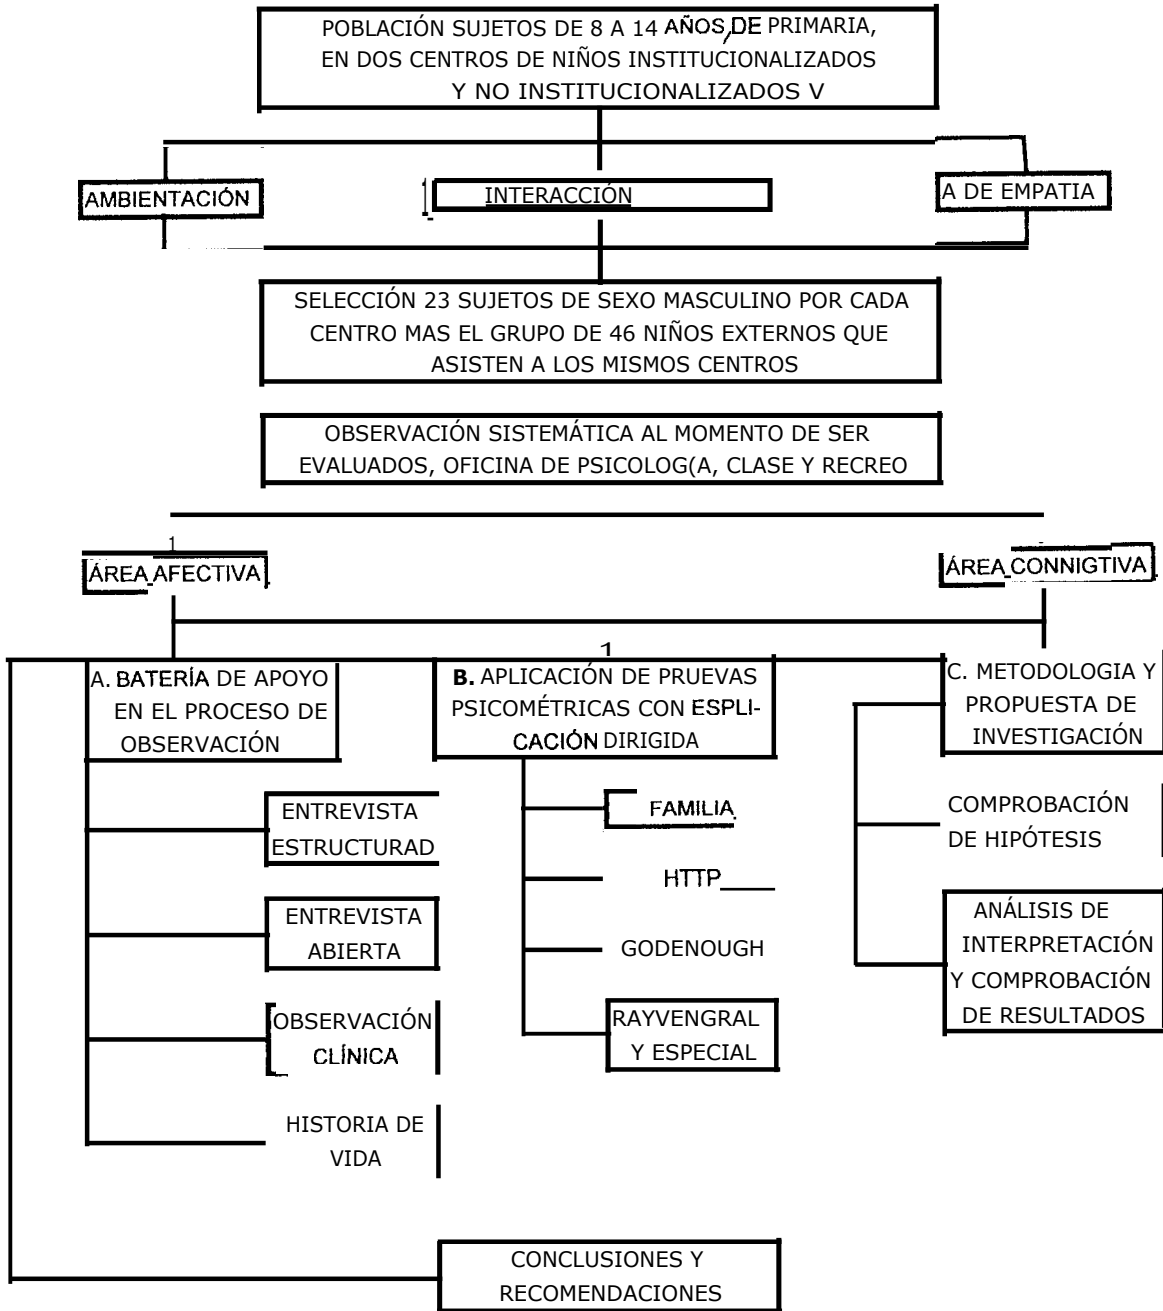 POBLACIÓN SUJETOS DE 8 A 14 AÑOS, DE PRIMARIA,
EN DOS CENTROS DE NIÑOS INSTITUCIONALIZADOS
Y NO INSTITUCIONALIZADOS V
AMBIENTACIÓN
INTERACCIÓN
A DE EMPATIA
SELECCIÓN 23 SUJETOS DE SEXO MASCULINO POR CADA
CENTRO MAS EL GRUPO DE 46 NIÑOS EXTERNOS QUE
ASISTEN A LOS MISMOS CENTROS
OBSERVACIÓN SISTEMÁTICA AL MOMENTO DE SER
EVALUADOS, OFICINA DE PSICOLOG(A, CLASE Y RECREO
1
ÁREA AFECTIVA
ÁREA CONNIGTIVA
1
A. BATERÍA DE APOYO
EN EL PROCESO DE
OBSERVACIÓN
ENTREVISTA
ESTRUCTURAD
ENTREVISTA
ABIERTA
OBSERVACIÓN
CLÍNICA
HISTORIA DE
VIDA
B. APLICACIÓN DE PRUEVAS
PSICOMÉTRICAS CON ESPLI-
CACIÓN DIRIGIDA
FAMILIA
HTTP
GODENOUGH
RAYVENGRAL
Y ESPECIAL
C. METODOLOGIA Y
PROPUESTA DE
INVESTIGACIÓN
COMPROBACIÓN
DE HIPÓTESIS
ANÁLISIS DE
INTERPRETACIÓN
Y COMPROBACIÓN
DE RESULTADOS
CONCLUSIONES Y
RECOMENDACIONES